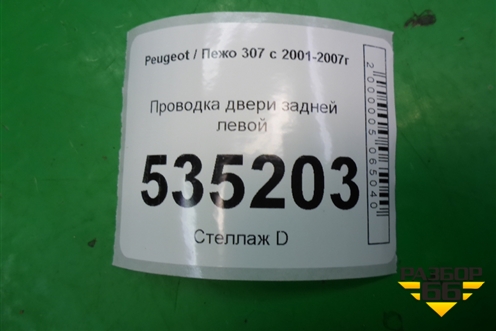 Peugeot / Пежо 307 с 2001-2007г
Проводка двери задней
левой
535203
Стеллаж D
2000005065040
РАЗБОР
66